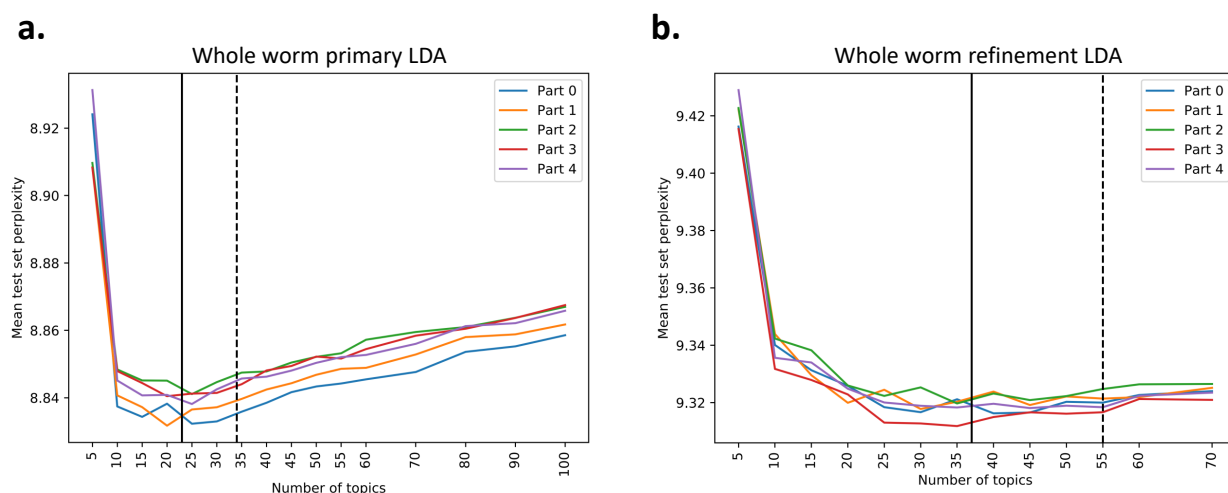 a.
Whole worm primary LDA
Mean test set perplexity
8.92
8.90
8.88
8.86
8.84
Part 0
Part 1
Part 2
Part 3
Part 4
5 10 15 20 25 30 35 40 45 50 55 60 70 80 90 100
Number of topics
b.
Whole worm refinement LDA
Mean test set perplexity
9.42
9.40
9.38
9.36
9.34
9.32
Part 0
Part 1
Part 2
Part 3
Part 4
5 10 15 20 25 30 35 40 45 50 55 60 70
Number of topics